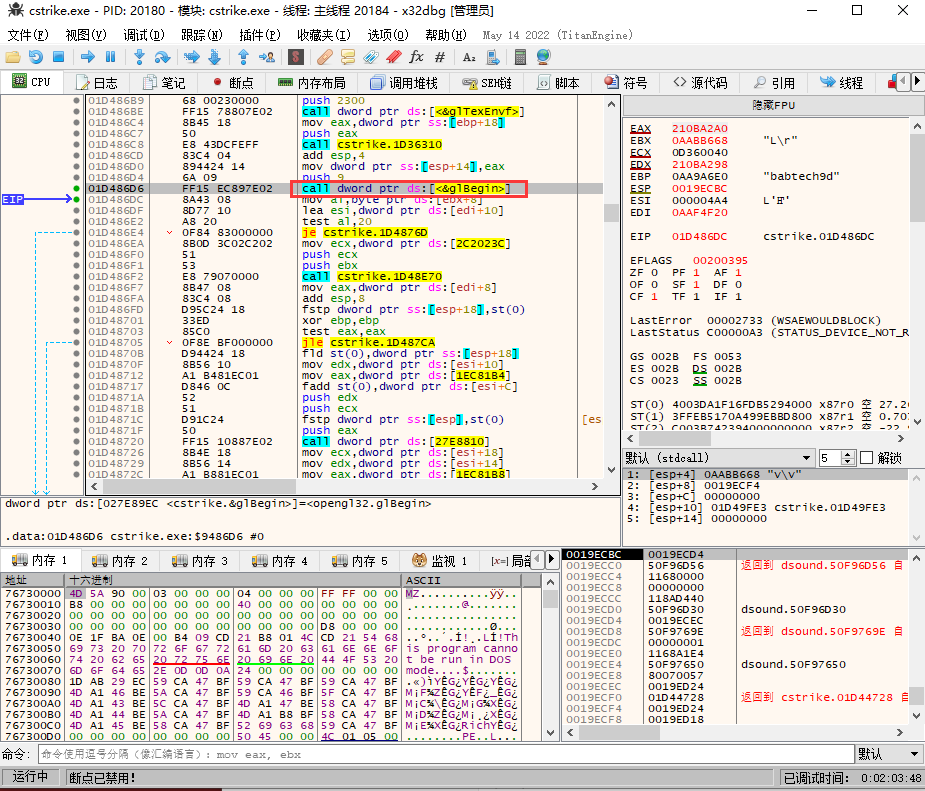 cstrike.exe - PID: 20180 - 模块: cstrike.exe - 线程: 主线程 20184 - x32dbg [管理员]
文件(F) 视图(V) 调试(D) 跟踪(N) 插件(P) 收藏夹(I) 选项(O) 帮助(H) May 14 2022 (TitanEngine)
CPU 日志 笔记 断点 内存布局 调用堆栈 SEH链 脚本 符号 源代码 引用 线程
隐藏FPU
01D486B9 68 00230000 push 2300
01D486BE FF15 78807E02 call dword ptr ds:[<&glTexEnvf>]
01D486C4 8B45 18 mov eax,dword ptr ss:[ebp+18]
01D486C7 50 push eax
01D486C8 E8 43DCFEFF call cstrike.1D36310
01D486CD 83C4 04 add esp,4
01D486D0 894424 14 mov dword ptr ss:[esp+14],eax
01D486D4 6A 09 push 9
01D486D6 FF15 EC897E02 call dword ptr ds:[<&glBegin>]
EIP
01D486DC 8A43 08 mov al,byte ptr ds:[ebx+8]
01D486DF 8D77 10 lea esi,dword ptr ds:[edi+10]
01D486E2 A8 20 test al,20
01D486E4 0F84 83000000 je cstrike.1D4876D
01D486EA 8B0D 3C02C202 mov ecx,dword ptr ds:[2C2023C]
01D486F0 51 push ecx
01D486F1 53 push ebx
01D486F2 E8 79070000 call cstrike.1D48E70
01D486F7 8B47 08 mov eax,dword ptr ds:[edi+8]
01D486FA 83C4 08 add esp,8
01D486FD D95C24 18 fstp dword ptr ss:[esp+18],st(0)
01D48701 33ED xor ebp,ebp
01D48703 85C0 test eax,eax
01D48705 0F8E BF000000 jle cstrike.1D487CA
01D4870B D94424 18 fld st(0),dword ptr ss:[esp+18]
01D4870F 8B56 10 mov edx,dword ptr ds:[esi+10]
01D48712 A1 B481EC01 mov eax,dword ptr ds:[1EC81B4]
01D48717 D846 0C fadd st(0),dword ptr ds:[esi+C]
01D4871A 52 push edx
01D4871B 51 push ecx
01D4871C D91C24 fstp dword ptr ss:[esp],st(0) [es
01D4871F 50 push eax
01D48720 FF15 10887E02 call dword ptr ds:[27E8810]
01D48726 8B4E 18 mov ecx,dword ptr ds:[esi+18]
01D48729 8B56 14 mov edx,dword ptr ds:[esi+14]
01D4872C A1 B881EC01 mov eax,dword ptr ds:[1EC81B8]
EAX 210BA2A0
EBX 0AABB668 "L\r"
ECX 0D360040
EDX 210BA298
EBP 0AA9A6E0 "babtech9d"
ESP 0019ECBC
ESI 000004A4
EDI 0AAF4F20
EIP 01D486DC cstrike.01D486DC
EFLAGS 00200395
ZF 0 PF 1 AF 1
OF 0 SF 1 DF 0
CF 1 TF 1 IF 1
LastError 00002733 (WSAEWOULDBLOCK)
LastStatus C00000A3 (STATUS_DEVICE_NOT_R
GS 002B FS 0053
ES 002B DS 002B
CS 0023 SS 002B
ST(0) 4003DA1F16FDB5294000 x87r0 空 27.26
ST(1) 3FFEB5170A499EBBD800 x87r1 空 0.70
默认 (stdcall) 5 解锁
1: [esp+4] 0AABB668 "v\v"
2: [esp+8] 0019ECF4
3: [esp+C] 00000000
4: [esp+10] 01D49FE3 cstrike.01D49FE3
5: [esp+14] 00000000
dword ptr ds:[027E89EC <cstrike.&glBegin>]=<opengl32.glBegin>
.data:01D486D6 cstrike.exe:$9486D6 #0
内存 1 内存 2 内存 3 内存 4 内存 5 监视 1 [x=] 局部
地址 十六进制 ASCII
76730000 4D 5A 90 00 03 00 00 00 04 00 00 00 FF FF 00 00 MZ..........ÿÿ..
76730010 B8 00 00 00 00 00 00 00 40 00 00 00 00 00 00 00 ¸.......@.......
76730020 00 00 00 00 00 00 00 00 00 00 00 00 00 00 00 00 ................
76730030 00 00 00 00 00 00 00 00 00 00 00 00 D8 00 00 00 ............Ø...
76730040 0E 1F BA 0E 00 B4 09 CD 21 B8 01 4C CD 21 54 68 ..º..´.Í!¸.LÍ!Th
76730050 69 73 20 70 72 6F 67 72 61 6D 20 63 61 6E 6E 6F is program canno
76730060 74 20 62 65 20 72 75 6E 20 69 6E 20 44 4F 53 20 t be run in DOS
76730070 6D 6F 64 65 2E 0D 0D 0A 24 00 00 00 00 00 00 00 mode....$.......
76730080 1D AB 29 EC 59 CA 47 BF 59 CA 47 BF 59 CA 47 BF .«)ìYÊG¿YÊG¿YÊG¿
76730090 4D A1 46 BE 5A CA 47 BF 59 CA 46 BF 5F CA 47 BF
767300A0 4D A1 43 BE 5C CA 47 BF 4D A1 47 BE 58 CA 47 BF
767300B0 4D A1 44 BE 5A CA 47 BF 4D A1 B8 BF 58 CA 47 BF
767300C0 4D A1 45 BE 58 CA 47 BF 52 69 63 68 59 CA 47 BF M¡E¾XÊG¿RichYÊG¿
767300D0 00 00 00 00 00 00 00 00 50 45 00 00 4C 01 05 00 ........PE..L...
0019ECBC 0019ECD4
0019ECC0 50F96D56 返回到 dsound.50F96D56 自
0019ECC4 11680000
0019ECC8 00000000
0019ECCC 118AD440
0019ECD0 50F96D30 dsound.50F96D30
0019ECD4 0019ECEC
0019ECD8 50F9769E 返回到 dsound.50F9769E 自
0019ECDC 00000001
0019ECE0 1168A1E4
0019ECE4 50F97650 dsound.50F97650
0019ECE8 80070057
0019ECEC 0019ED24
0019ECF0 01D44728 返回到 cstrike.01D44728 自
0019ECF4 0019ED24
0019ECF8 0019ED18
命令: 命令使用逗号分隔（像汇编语言）: mov eax, ebx 默认
运行中 断点已禁用! 已调试时间: 0:02:03:48